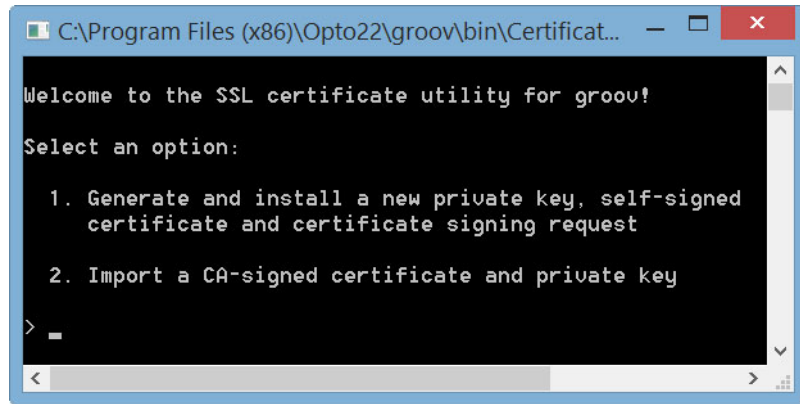 C:\Program Files (x86)\Opto22\groov\bin\Certificat...
Welcome to the SSL certificate utility for groov!
Select an option:
1. Generate and install a new private key, self-signed
certificate and certificate signing request
2. Import a CA-signed certificate and private key
> _